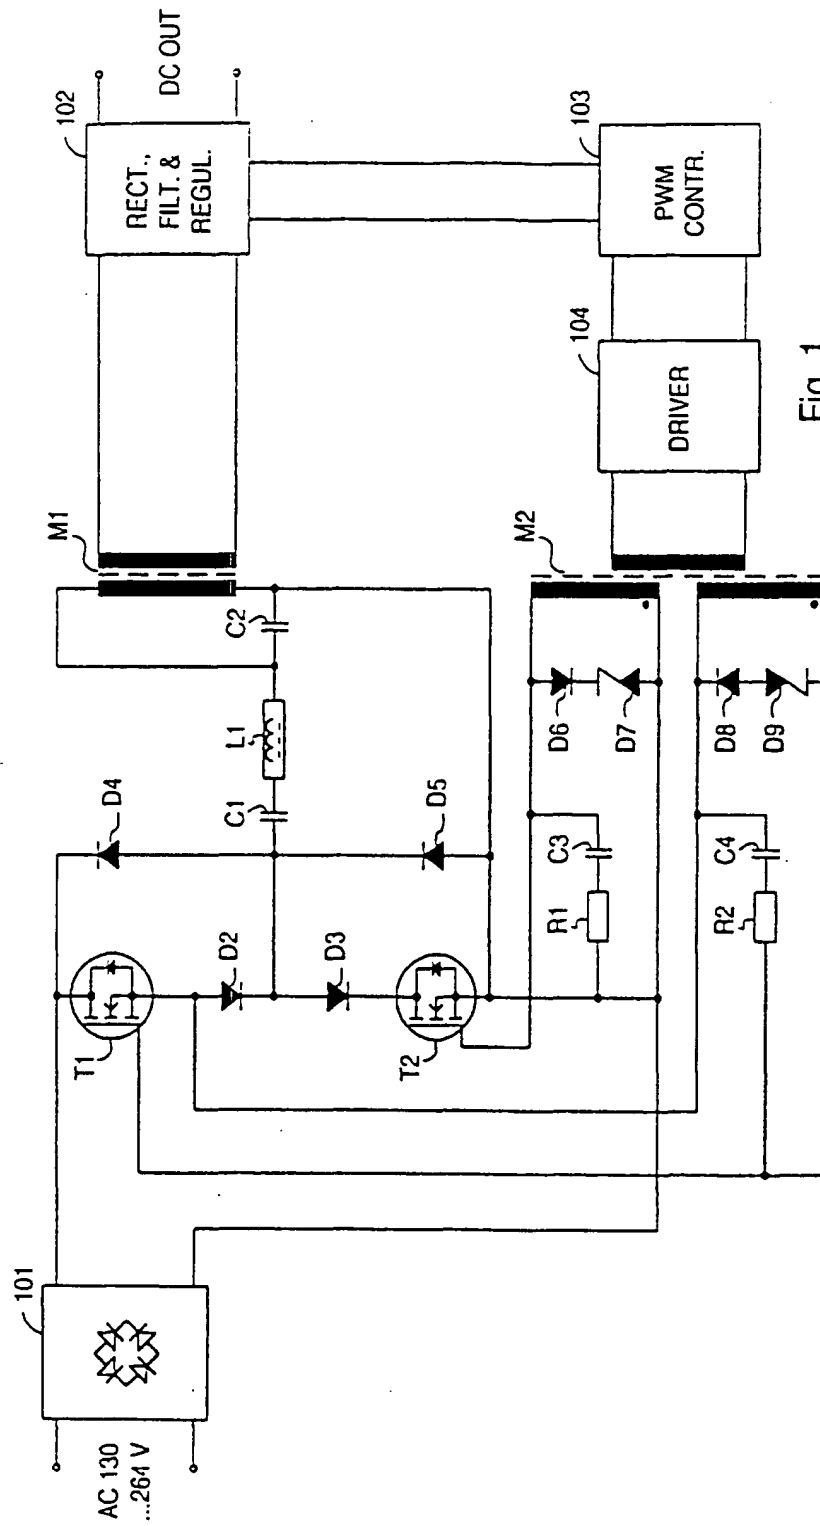 AC 130
...264 V
101
T1
T2
D2
D3
D4
D5
C1
L1
C2
M1
102
RECT.,
FILT. &
REGUL.
DC OUT
R1
C3
D6
D7
M2
R2
C4
D8
D9
104
DRIVER
103
PWM
CONTR.
Fig. 1